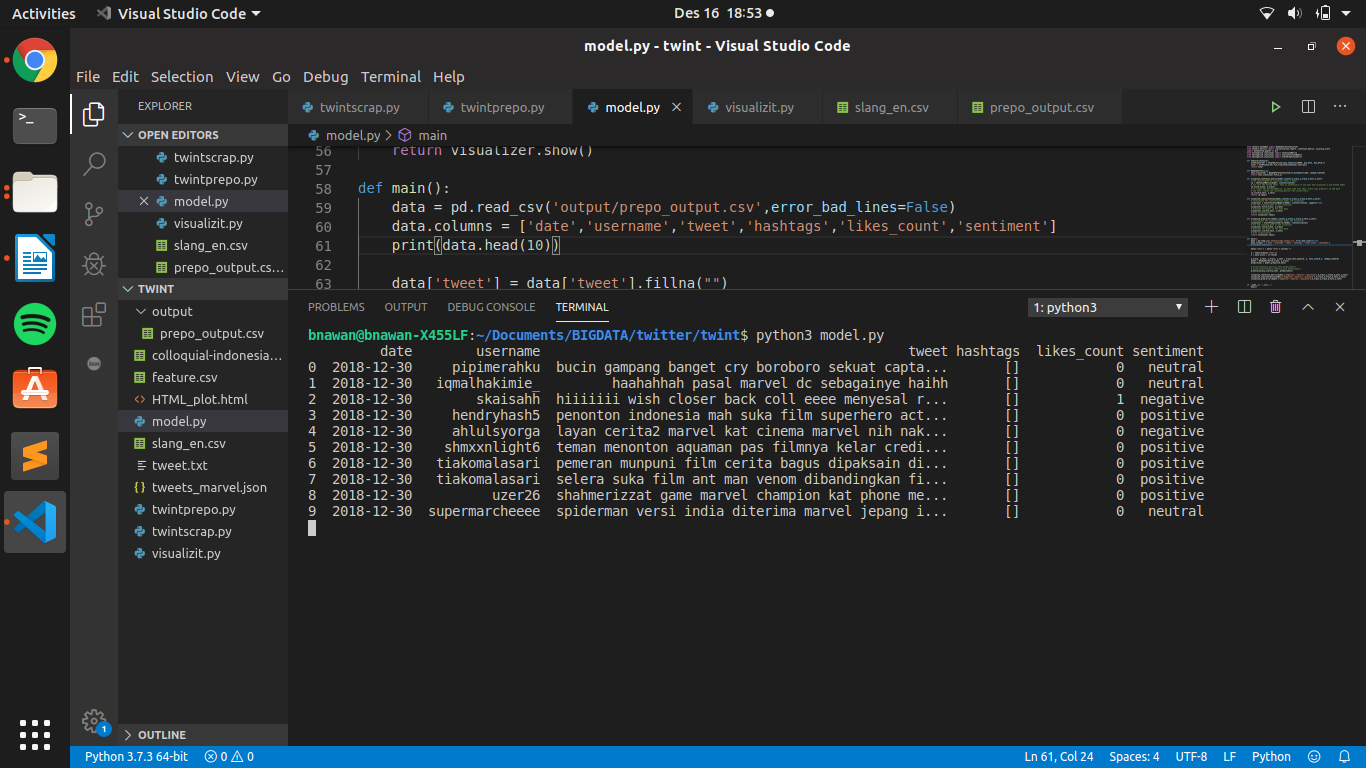 Activities
Visual Studio Code
Des 16 18:53
model.py - twint - Visual Studio Code
File Edit Selection View Go Debug Terminal Help
EXPLORER
OPEN EDITORS
twintscrap.py
twintprepo.py
model.py
visualizit.py
slang_en.csv
prepo_output.cs...
TWINT
output
prepo_output.csv
colloquial-indonesia...
feature.csv
HTML_plot.html
model.py
slang_en.csv
tweet.txt
tweets_marvel.json
twintprepo.py
twintscrap.py
visualizit.py
OUTLINE
1
twintscrap.py twintprepo.py model.py visualizit.py slang_en.csv prepo_output.csv
model.py > main
56 return visualizer.show()
57
58 def main():
59 data = pd.read_csv('output/prepo_output.csv',error_bad_lines=False)
60 data.columns = ['date','username','tweet','hashtags','likes_count','sentiment']
61 print(data.head(10))
62
63 data['tweet'] = data['tweet'].fillna("")
PROBLEMS OUTPUT DEBUG CONSOLE TERMINAL 1: python3
bnawan@bnawan-X455LF:~/Documents/BIGDATA/twitter/twint$ python3 model.py
date username tweet hashtags likes_count sentiment
0 2018-12-30 pipimerahku bucin gampang banget cry boroboro sekuat capta... [] 0 neutral
1 2018-12-30 iqmalhakimie_ haahahhah pasal marvel dc sebagainye haihh [] 0 neutral
2 2018-12-30 skaisahh hiiiiiii wish closer back coll eeee menyesal r... [] 1 negative
3 2018-12-30 hendryhash5 penonton indonesia mah suka film superhero act... [] 0 positive
4 2018-12-30 ahlulsyorga layan cerita2 marvel kat cinema marvel nih nak... [] 0 negative
5 2018-12-30 shmxxnlight6 teman menonton aquaman pas filmnya kelar credi... [] 0 positive
6 2018-12-30 tiakomalasari pemeran munpuni film cerita bagus dipaksain di... [] 0 positive
7 2018-12-30 tiakomalasari selera suka film ant man venom dibandingkan fi... [] 0 positive
8 2018-12-30 uzer26 shahmerizzat game marvel champion kat phone me... [] 0 positive
9 2018-12-30 supermarcheeee spiderman versi india diterima marvel jepang i... [] 0 neutral
Python 3.7.3 64-bit 0 0 Ln 61, Col 24 Spaces: 4 UTF-8 LF Python